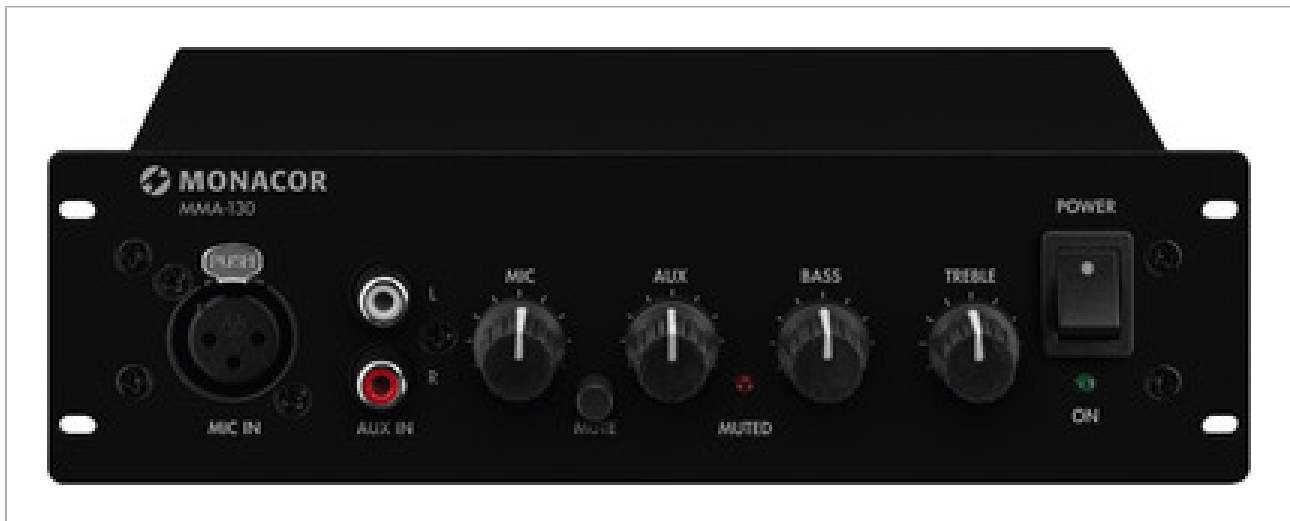 MONACOR
MMA-130
POWER
PUSH
MIC
AUX
BASS
TREBLE
L
R
MIC IN
AUX IN
MUTE
MUTED
ON